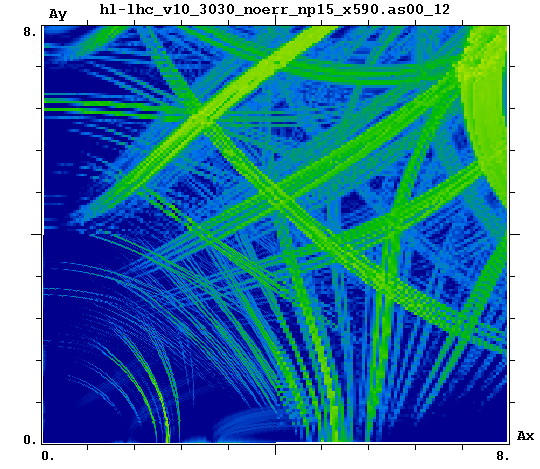 Ay hl-lhc_v10_3030_noerr_np15_x590.as00_12
8.
0.
Ax
0. 8.